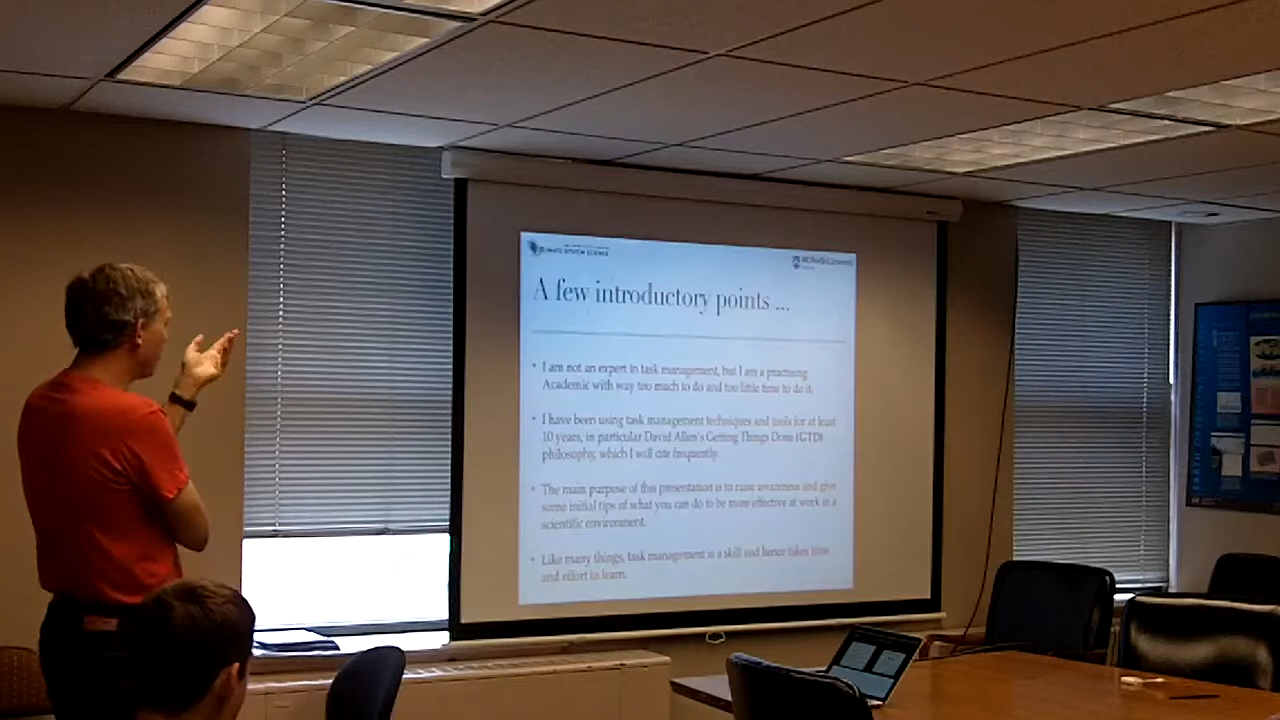 CLIMATE SYSTEM SCIENCE
A few introductory points ...
• I am not an expert in task management, but I am a practising
Academic with way too much to do and too little time to do it.
• I have been using task management techniques and tools for at least
10 years, in particular David Allen's Getting Things Done (GTD)
philosophy, which I will cite frequently.
• The main purpose of this presentation is to raise awareness and give
some initial tips of what you can do to be more effective at work in a
scientific environment.
• Like many things, task management is a skill and hence takes time
and effort to learn.
EARTH OBSERVING